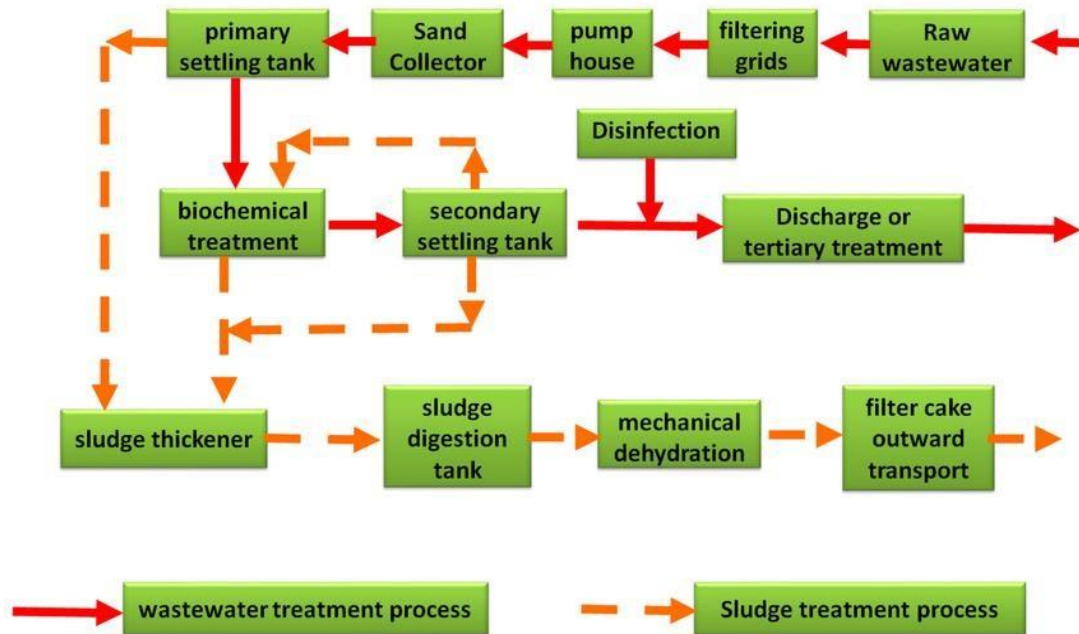 primary
settling tank
Sand
Collector
pump
house
filtering
grids
Raw
wastewater
Disinfection
biochemical
treatment
secondary
settling tank
Discharge or
tertiary treatment
sludge thickener
sludge
digestion
tank
mechanical
dehydration
filter cake
outward
transport
wastewater treatment process
Sludge treatment process